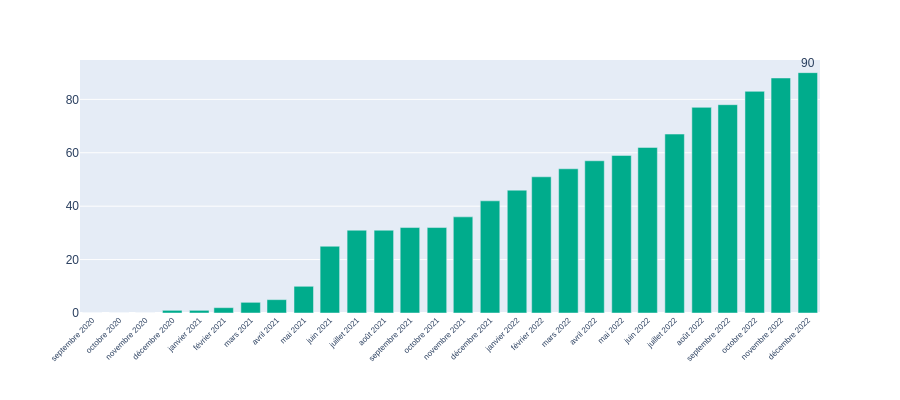 90
80
60
40
20
0
septembre 2020
octobre 2020
novembre 2020
décembre 2020
janvier 2021
février 2021
mars 2021
avril 2021
mai 2021
juin 2021
juillet 2021
août 2021
septembre 2021
octobre 2021
novembre 2021
décembre 2021
janvier 2022
février 2022
mars 2022
avril 2022
mai 2022
juin 2022
juillet 2022
août 2022
septembre 2022
octobre 2022
novembre 2022
décembre 2022